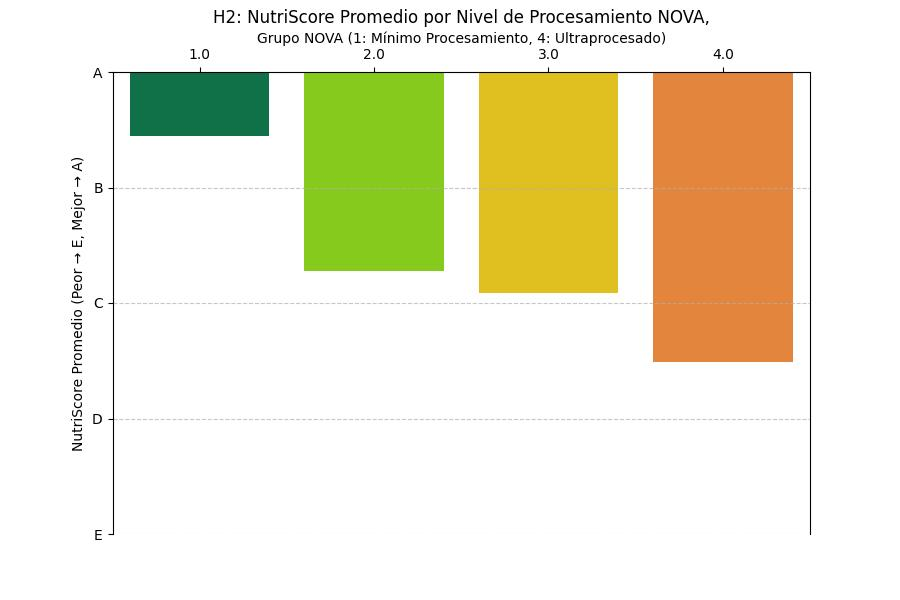 H2: NutriScore Promedio por Nivel de Procesamiento NOVA,
Grupo NOVA (1: Mínimo Procesamiento, 4: Ultraprocesado)
1.0 2.0 3.0 4.0
NutriScore Promedio (Peor → E, Mejor → A)
A
B
C
D
E